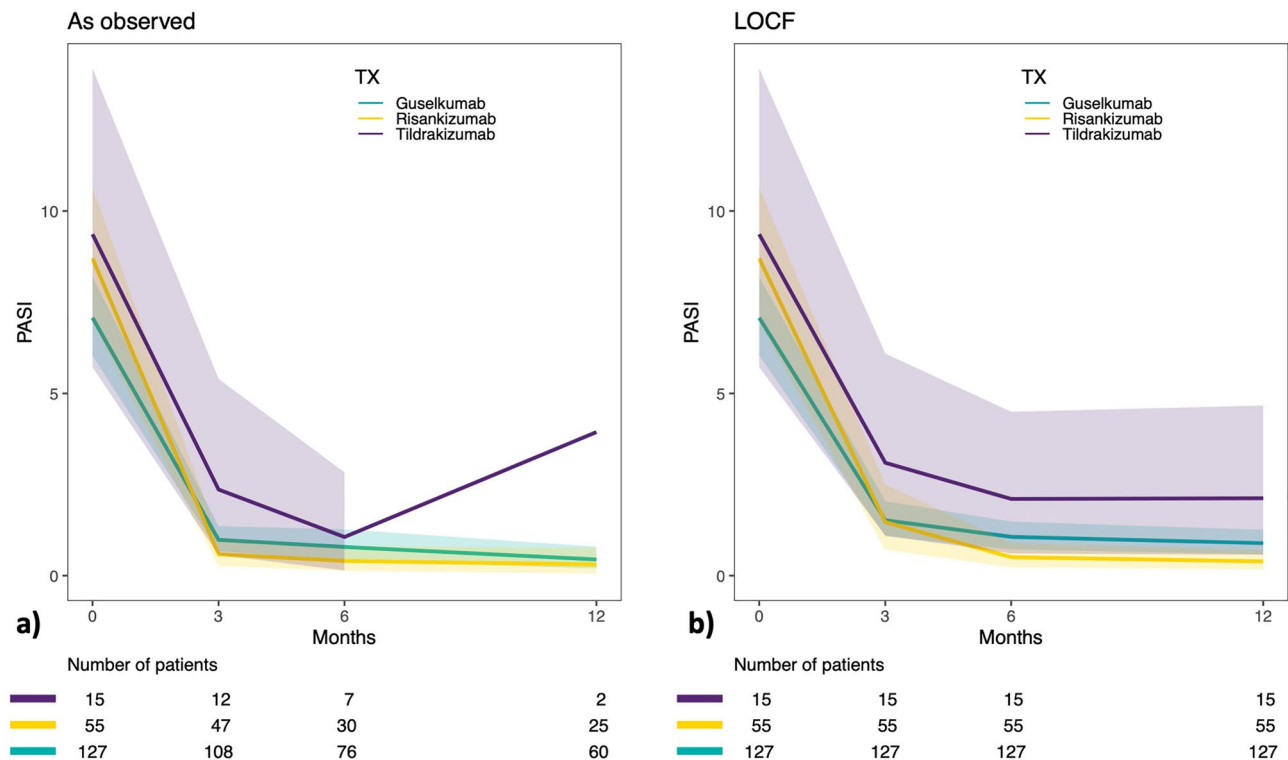 As observed
TX
Guselkumab
Risankizumab
Tildrakizumab
10
5
0
PASI
0 3 6 12
a)
Months
Number of patients
15 12 7 2
55 47 30 25
127 108 76 60
LOCF
TX
Guselkumab
Risankizumab
Tildrakizumab
10
5
0
PASI
0 3 6 12
b)
Months
Number of patients
15 15 15 15
55 55 55 55
127 127 127 127